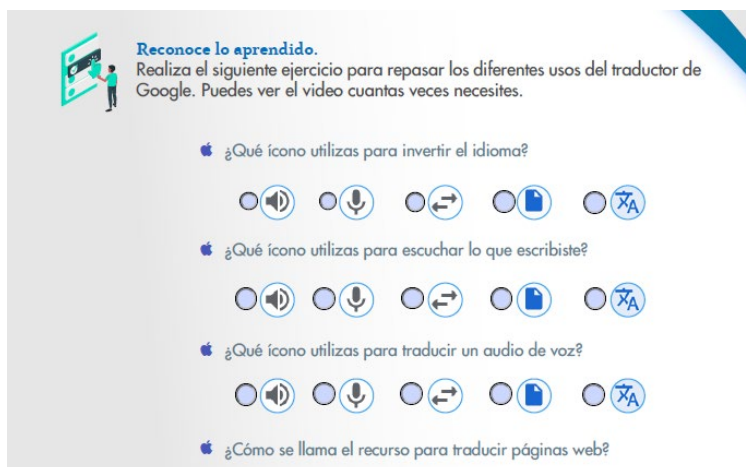 Reconoce lo aprendido.
Realiza el siguiente ejercicio para repasar los diferentes usos del traductor de
Google. Puedes ver el video cuantas veces necesites.
¿Qué ícono utilizas para invertir el idioma?
¿Qué ícono utilizas para escuchar lo que escribiste?
¿Qué ícono utilizas para traducir un audio de voz?
¿Cómo se llama el recurso para traducir páginas web?